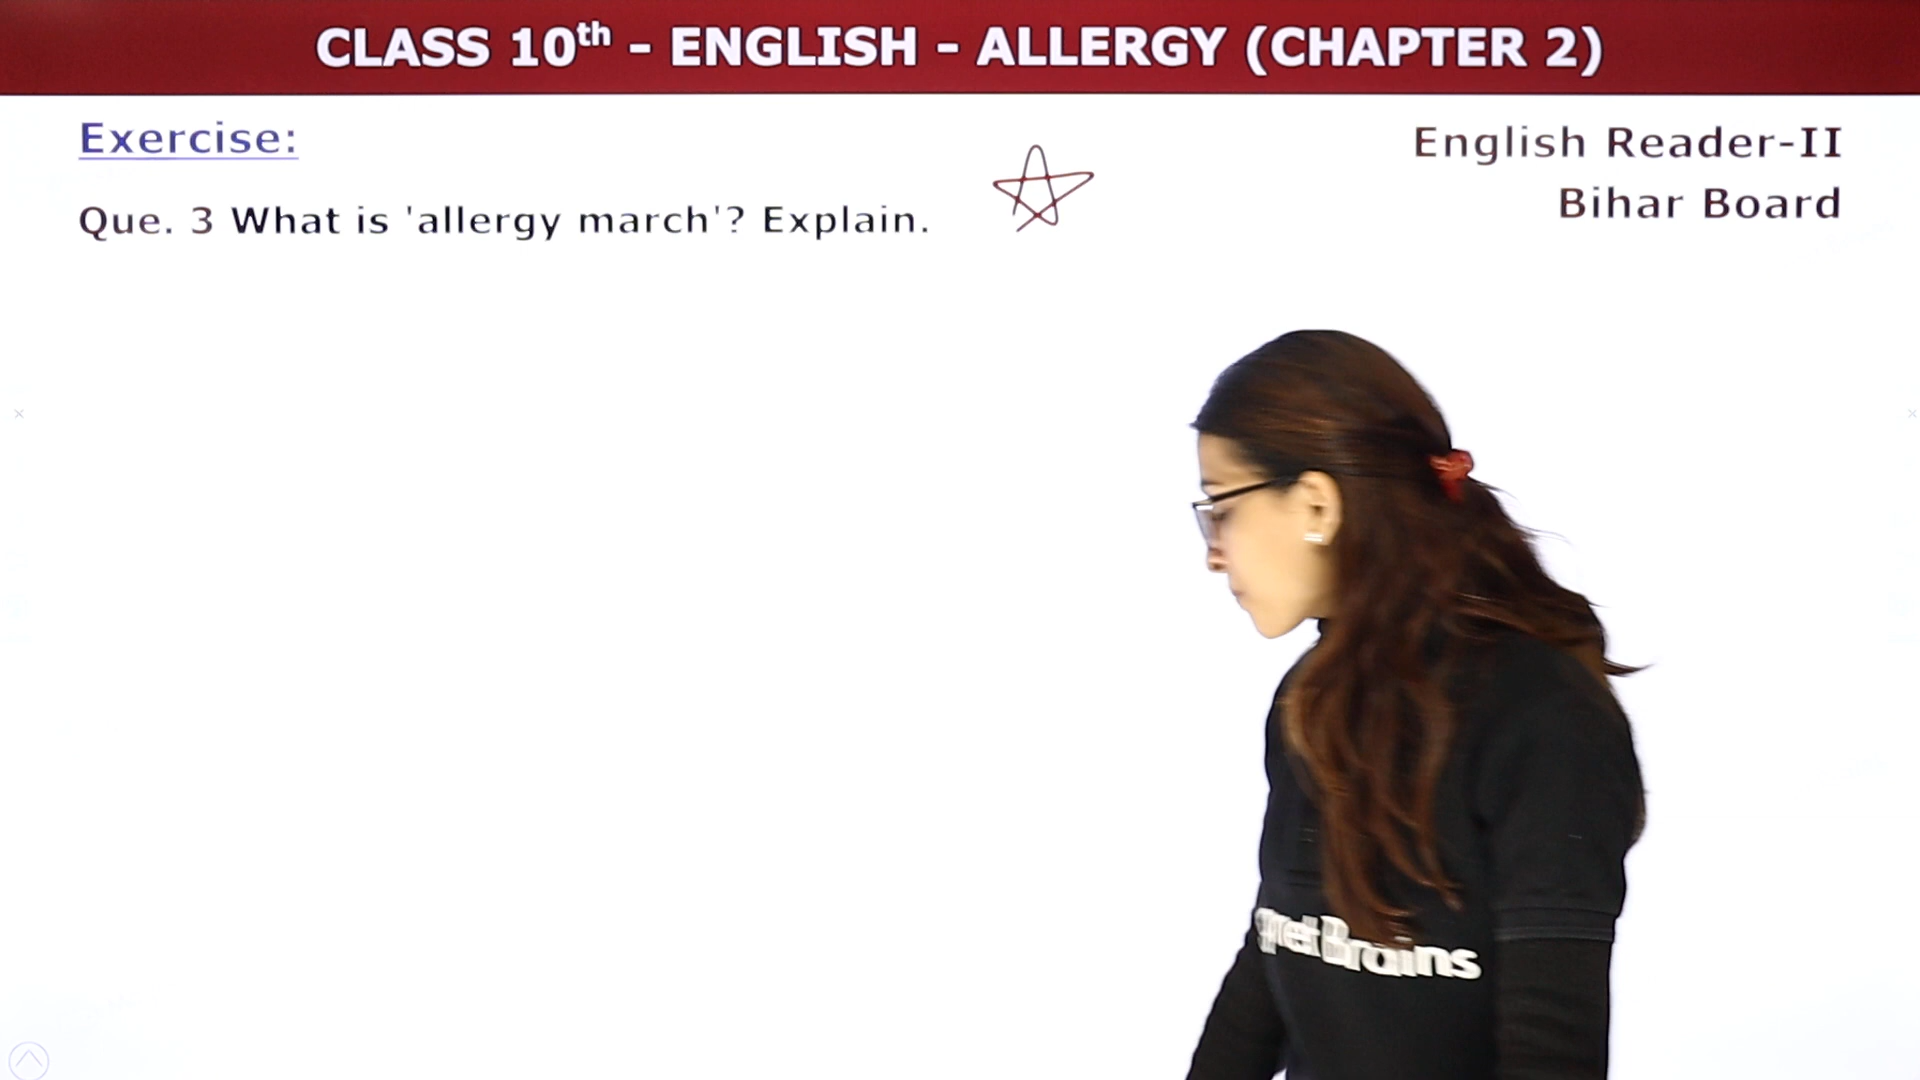 CLASS 10th - ENGLISH - ALLERGY (CHAPTER 2)
Exercise:
English Reader-II
Que. 3 What is 'allergy march'? Explain.
Bihar Board
Brains